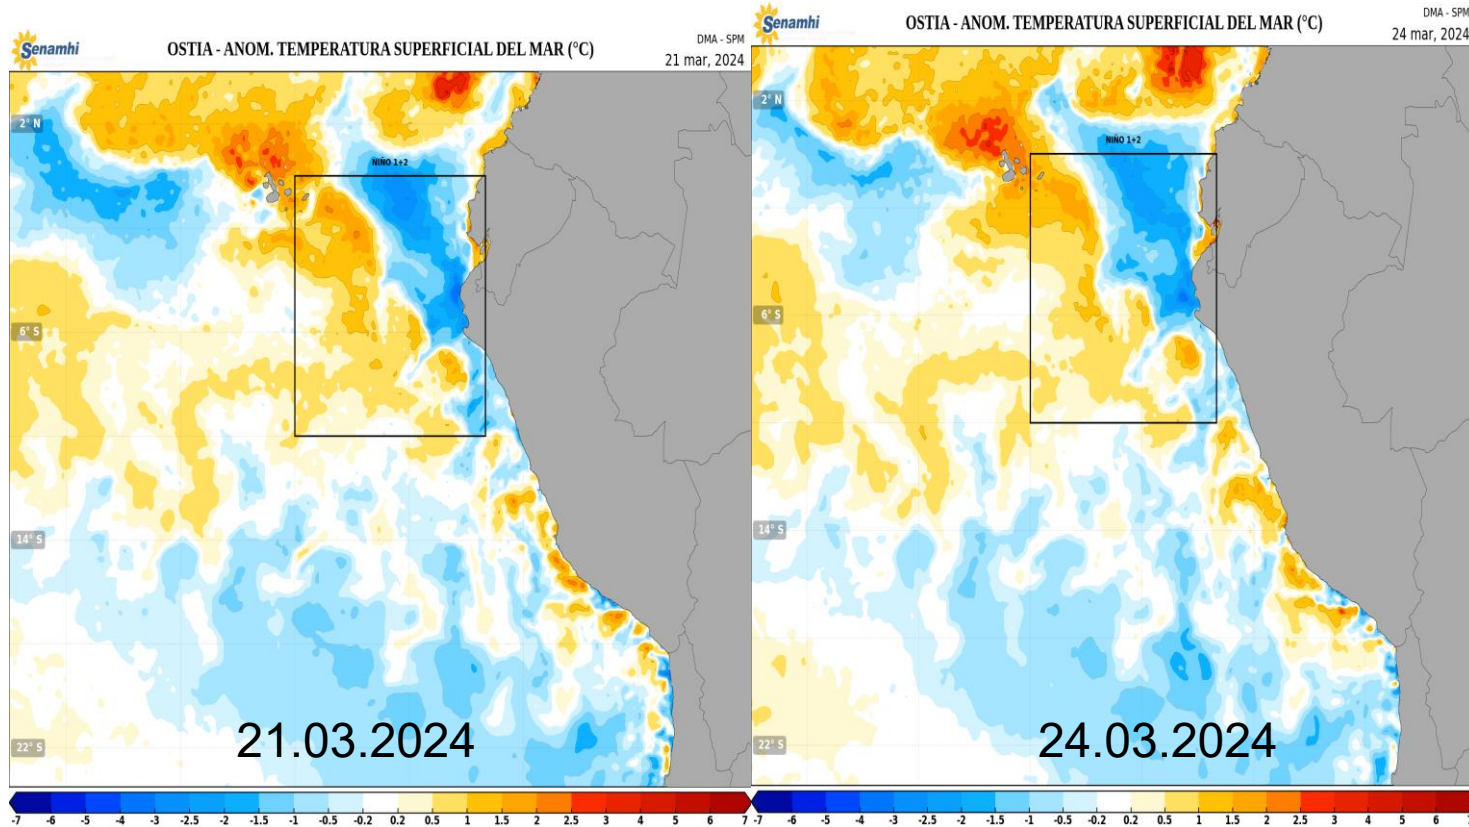 Senamhi
OSTIA - ANOM. TEMPERATURA SUPERFICIAL DEL MAR (°C)
DMA - SPM
21 mar, 2024
2° N
NIÑO 1+2
6° S
14° S
22° S
21.03.2024
-7 -6 -5 -4 -3 -2.5 -2 -1.5 -1 -0.5 -0.2 0.2 0.5 1 1.5 2 2.5 3 4 5 6 7
Senamhi
OSTIA - ANOM. TEMPERATURA SUPERFICIAL DEL MAR (°C)
DMA - SPM
24 mar, 2024
2° N
NIÑO 1+2
6° S
14° S
22° S
24.03.2024
-6 -5 -4 -3 -2.5 -2 -1.5 -1 -0.5 -0.2 0.2 0.5 1 1.5 2 2.5 3 4 5 6